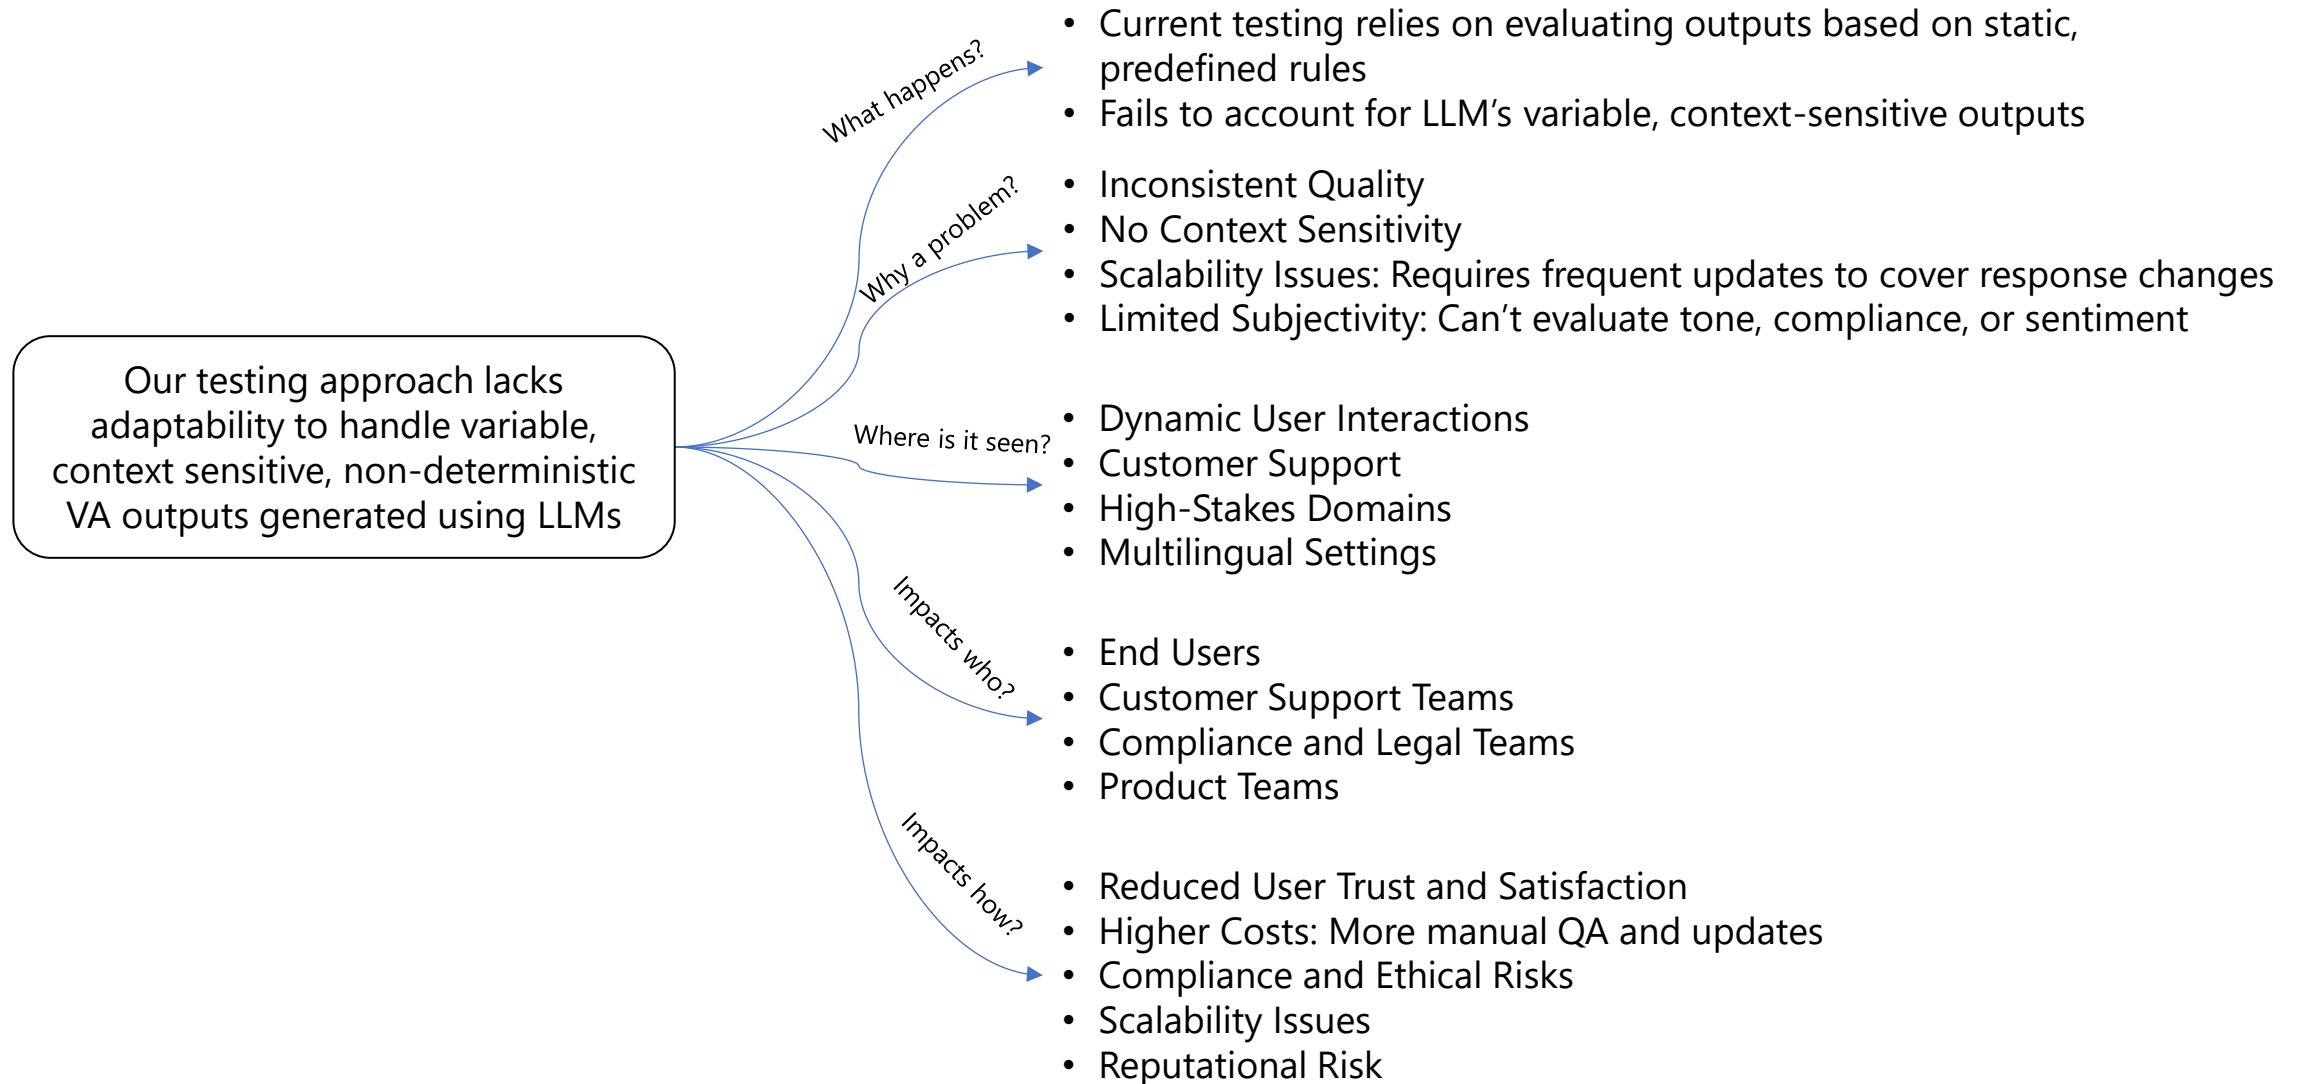 Our testing approach lacks
adaptability to handle variable,
context sensitive, non-deterministic
VA outputs generated using LLMs
What happens?
• Current testing relies on evaluating outputs based on static,
predefined rules
• Fails to account for LLM’s variable, context-sensitive outputs
Why a problem?
• Inconsistent Quality
• No Context Sensitivity
• Scalability Issues: Requires frequent updates to cover response changes
• Limited Subjectivity: Can’t evaluate tone, compliance, or sentiment
Where is it seen?
• Dynamic User Interactions
• Customer Support
• High-Stakes Domains
• Multilingual Settings
Impacts who?
• End Users
• Customer Support Teams
• Compliance and Legal Teams
• Product Teams
Impacts how?
• Reduced User Trust and Satisfaction
• Higher Costs: More manual QA and updates
• Compliance and Ethical Risks
• Scalability Issues
• Reputational Risk